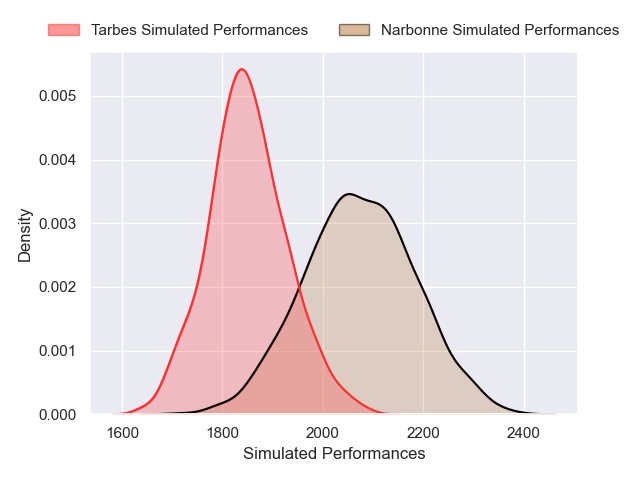 Tarbes Simulated Performances Narbonne Simulated Performances
0.005
0.004
0.003
0.002
0.001
0.000
Density
1600 1800 2000 2200 2400
Simulated Performances